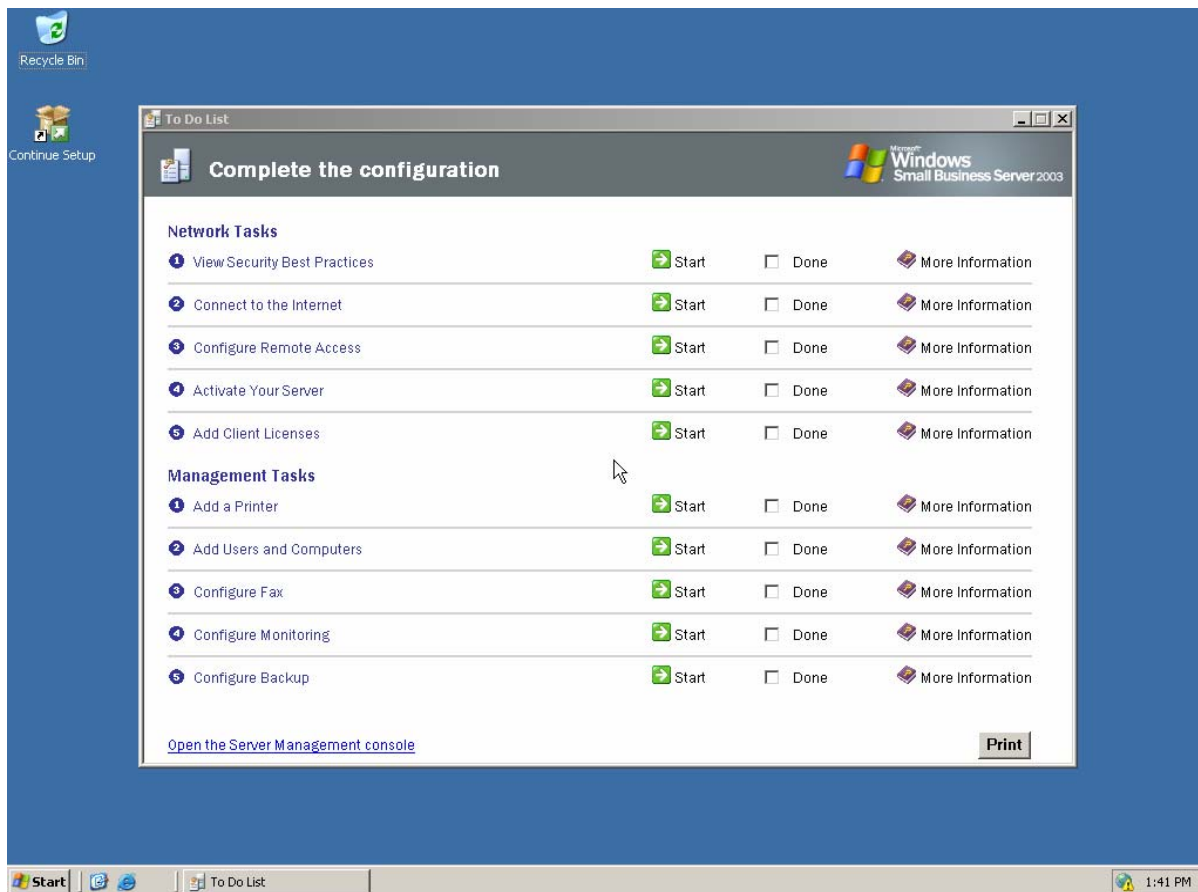 Recycle Bin
Continue Setup
To Do List
Complete the configuration
Microsoft
Windows
Small Business Server 2003
Network Tasks
1 View Security Best Practices Start Done More Information
2 Connect to the Internet Start Done More Information
3 Configure Remote Access Start Done More Information
4 Activate Your Server Start Done More Information
5 Add Client Licenses Start Done More Information
Management Tasks
1 Add a Printer Start Done More Information
2 Add Users and Computers Start Done More Information
3 Configure Fax Start Done More Information
4 Configure Monitoring Start Done More Information
5 Configure Backup Start Done More Information
Open the Server Management console Print
Start To Do List 1:41 PM